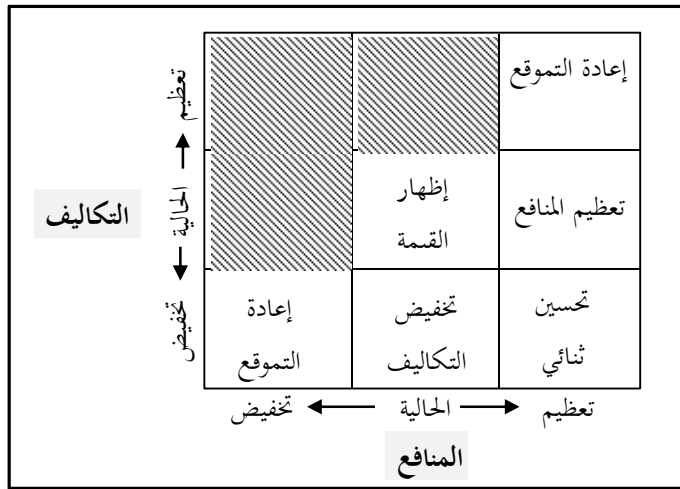 إعادة التموقع
إظهار
القيمة
تعظيم المنافع
إعادة
التموقع
تخفيض
التكاليف
تحسين
ثنائي
التكاليف
تعظيم
الحالية
تخفيض
تعظيم
الحالية
تخفيض
المنافع